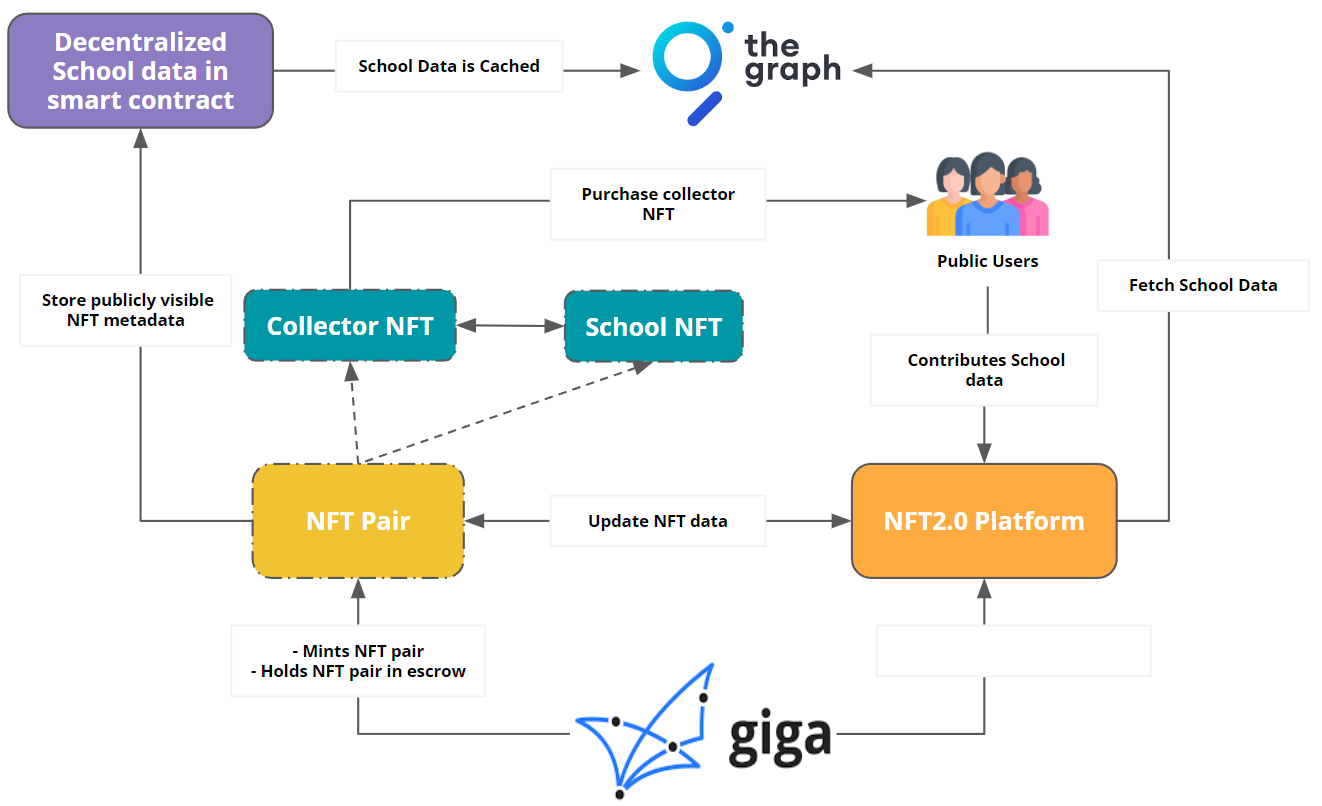 Decentralized
School data in
smart contract
School Data is Cached
the
graph
Purchase collector
NFT
Public Users
Store publicly visible
NFT metadata
Collector NFT
School NFT
Fetch School Data
Contributes School
data
NFT Pair
Update NFT data
NFT2.0 Platform
- Mints NFT pair
- Holds NFT pair in escrow
giga